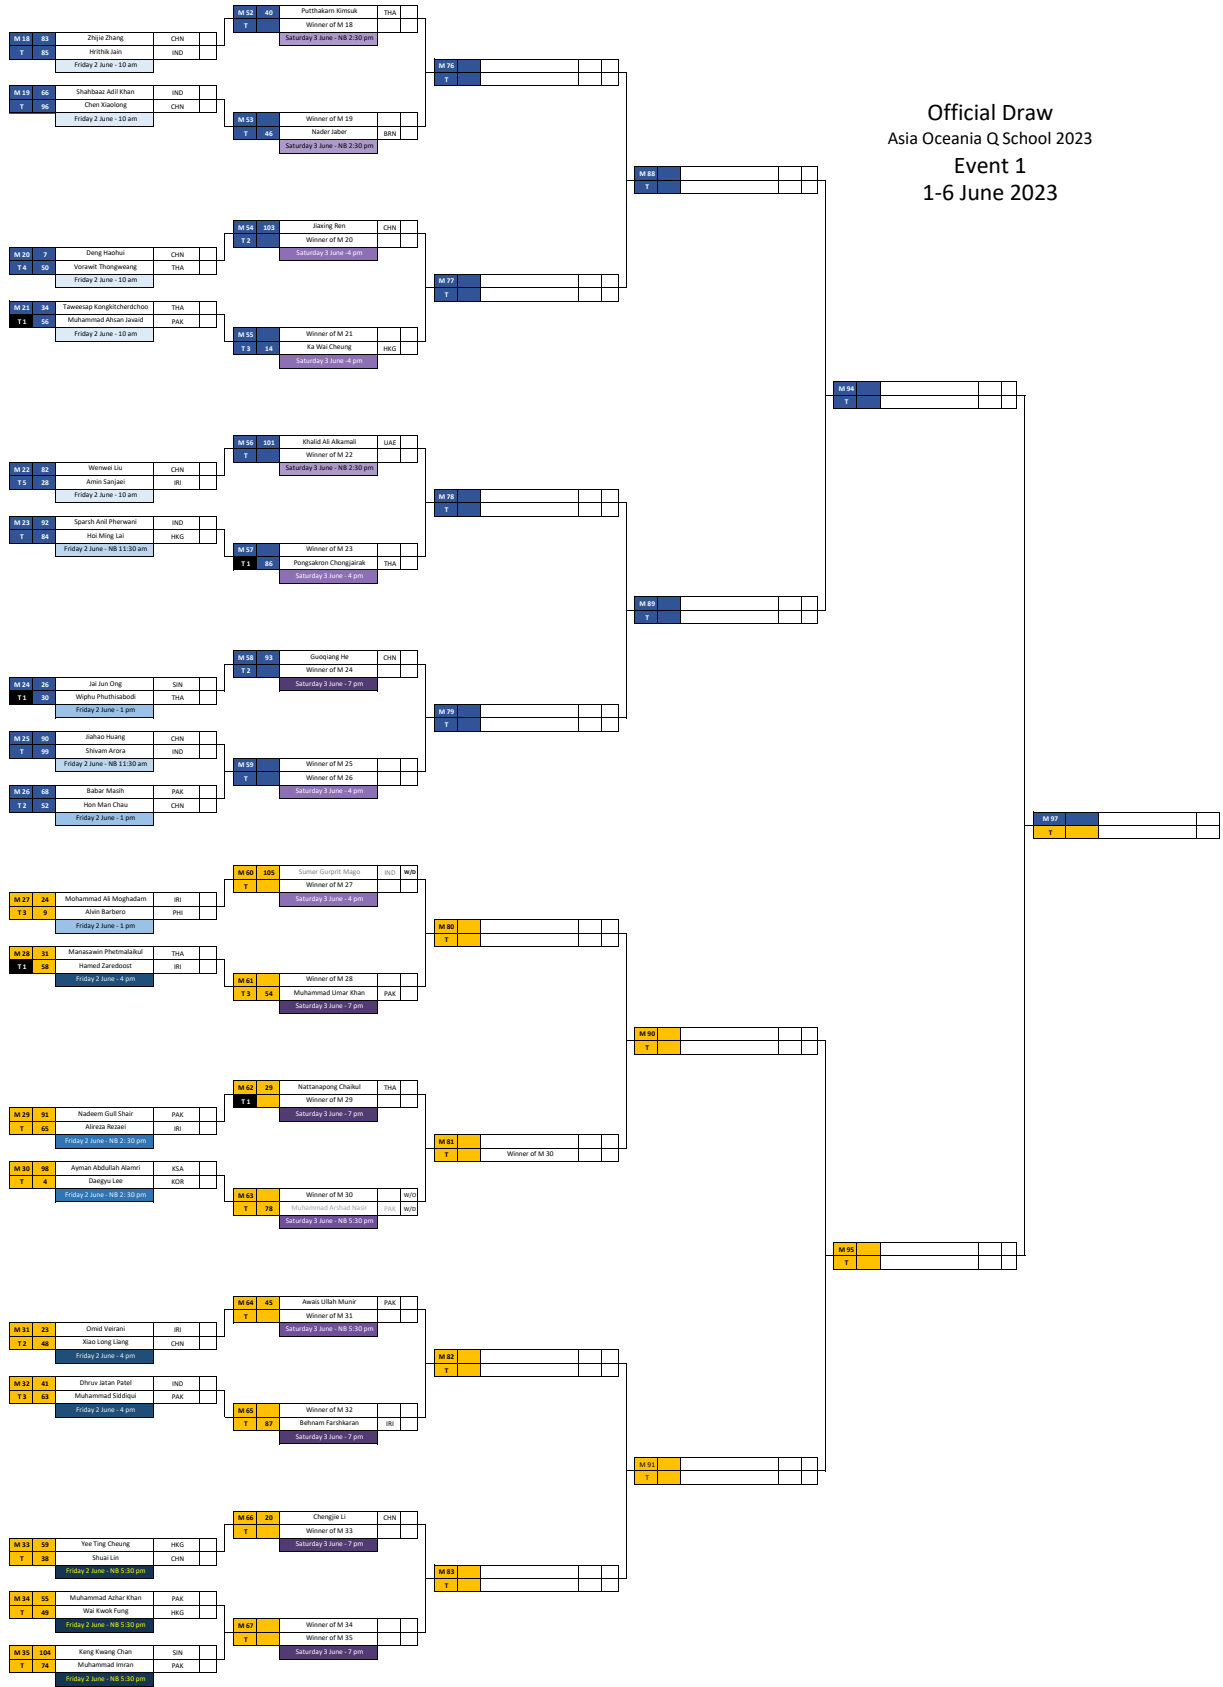 Official Draw
Asia Oceania Q School 2023
Event 1
1-6 June 2023
M 18 83 Zhijie Zhang CHN
T 85 Hrithik Jain IND
Friday 2 June - 10 am
M 19 66 Shahbaaz Adil Khan IND
T 96 Chen Xiaolong CHN
Friday 2 June - 10 am
M 20 7 Deng Haohui CHN
T 4 50 Vorawit Thongweang THA
Friday 2 June - 10 am
M 21 34 Taweesap Kongkitcherdchoo THA
T 1 56 Muhammad Ahsan Javaid PAK
Friday 2 June - 10 am
M 22 82 Wenwei Liu CHN
T 5 28 Amin Sanjaei IRI
Friday 2 June - 10 am
M 23 92 Sparsh Anil Pherwani IND
T 84 Hoi Ming Lai HKG
Friday 2 June - NB 11:30 am
M 24 26 Jai Jun Ong SIN
T 1 30 Wiphu Phuthisabodi THA
Friday 2 June - 1 pm
M 25 90 Jiahao Huang CHN
T 99 Shivam Arora IND
Friday 2 June - NB 11:30 am
M 26 68 Babar Masih PAK
T 2 52 Hon Man Chau CHN
Friday 2 June - 1 pm
M 27 24 Mohammad Ali Moghadam IRI
T 3 9 Alvin Barbero PHI
Friday 2 June - 1 pm
M 28 31 Manasawin Phetmalaikul THA
T 1 58 Hamed Zaredoost IRI
Friday 2 June - 4 pm
M 29 91 Nadeem Gull Shair PAK
T 65 Alireza Rezaei IRI
Friday 2 June - NB 2: 30 pm
M 30 98 Ayman Abdullah Alamri KSA
T 4 Daegyu Lee KOR
Friday 2 June - NB 2: 30 pm
M 31 23 Omid Veirani IRI
T 2 48 Xiao Long Liang CHN
Friday 2 June - 4 pm
M 32 41 Dhruv Jatan Patel IND
T 3 63 Muhammad Siddiqui PAK
Friday 2 June - 4 pm
M 33 59 Yee Ting Cheung HKG
T 38 Shuai Lin CHN
Friday 2 June - NB 5:30 pm
M 34 55 Muhammad Azhar Khan PAK
T 49 Wai Kwok Fung HKG
Friday 2 June - NB 5:30 pm
M 35 104 Keng Kwang Chan SIN
T 74 Muhammad Imran PAK
Friday 2 June - NB 5:30 pm
M 52 40 Putthakarn Kimsuk THA
T Winner of M 18
Saturday 3 June - NB 2:30 pm
M 53 Winner of M 19
T 46 Nader Jaber BRN
Saturday 3 June - NB 2:30 pm
M 54 103 Jiaxing Ren CHN
T 2 Winner of M 20
Saturday 3 June -4 pm
M 55 Winner of M 21
T 3 14 Ka Wai Cheung HKG
Saturday 3 June -4 pm
M 56 101 Khalid Ali Alkamali UAE
T Winner of M 22
Saturday 3 June - NB 2:30 pm
M 57 Winner of M 23
T 1 86 Pongsakron Chongjairak THA
Saturday 3 June - 4 pm
M 58 93 Guoqiang He CHN
T 2 Winner of M 24
Saturday 3 June - 7 pm
M 59 Winner of M 25
T Winner of M 26
Saturday 3 June - 4 pm
M 60 105 Sumer Gurprit Mago IND W/D
T Winner of M 27
Saturday 3 June - 4 pm
M 61 Winner of M 28
T 3 54 Muhammad Umar Khan PAK
Saturday 3 June - 7 pm
M 62 29 Nattanapong Chaikul THA
T 1 Winner of M 29
Saturday 3 June - 7 pm
M 63 Winner of M 30 W/O
T 78 Muhammad Arshad Nasir PAK W/D
Saturday 3 June - NB 5:30 pm
M 64 45 Awais Ullah Munir PAK
T Winner of M 31
Saturday 3 June - NB 5:30 pm
M 65 Winner of M 32
T 87 Behnam Farshkaran IRI
Saturday 3 June - 7 pm
M 66 20 Chengjie Li CHN
T Winner of M 33
Saturday 3 June - 7 pm
M 67 Winner of M 34
T Winner of M 35
Saturday 3 June - 7 pm
M 76
T
M 77
T
M 78
T
M 79
T
M 80
T
M 81
T Winner of M 30
M 82
T
M 83
T
M 88
T
M 89
T
M 90
T
M 91
T
M 94
T
M 95
T
M 97
T